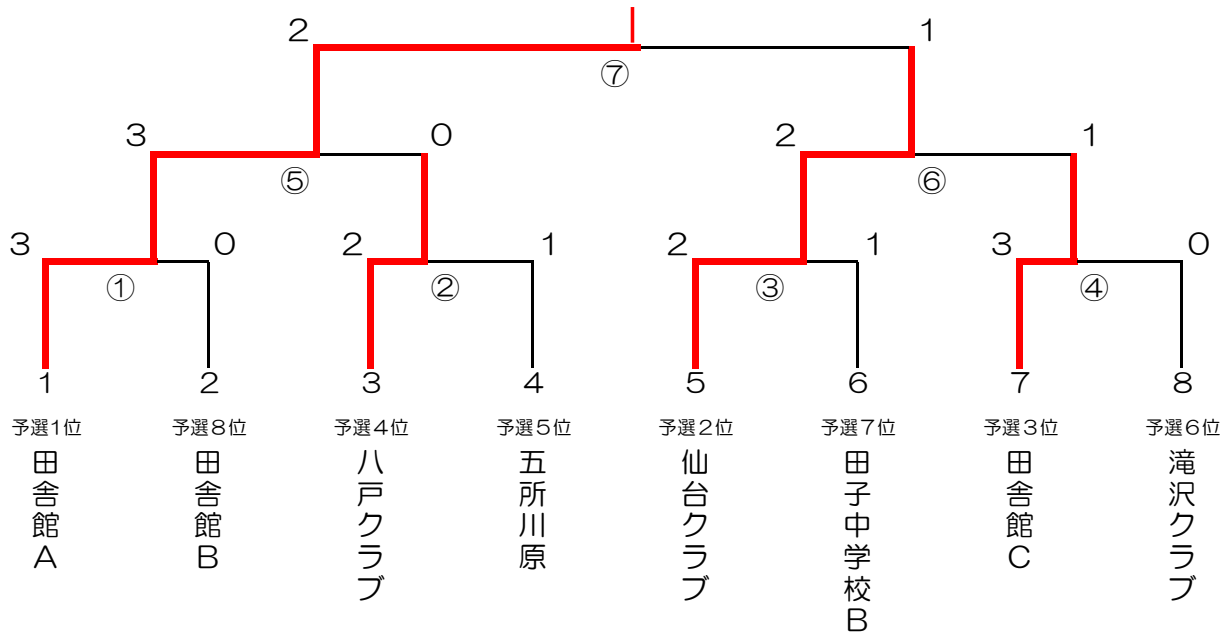 ２ １
⑦
３ ０ ２ １
⑤ ⑥
３ ０ ２ １ ２ １ ３ ０
① ② ③ ④
１ ２ ３ ４ ５ ６ ７ ８
予選１位 予選８位 予選４位 予選５位 予選２位 予選７位 予選３位 予選６位
田舎館Ａ
田舎館Ｂ
八戸クラブ
五所川原
仙台クラブ
田子中学校Ｂ
田舎館Ｃ
滝沢クラブ